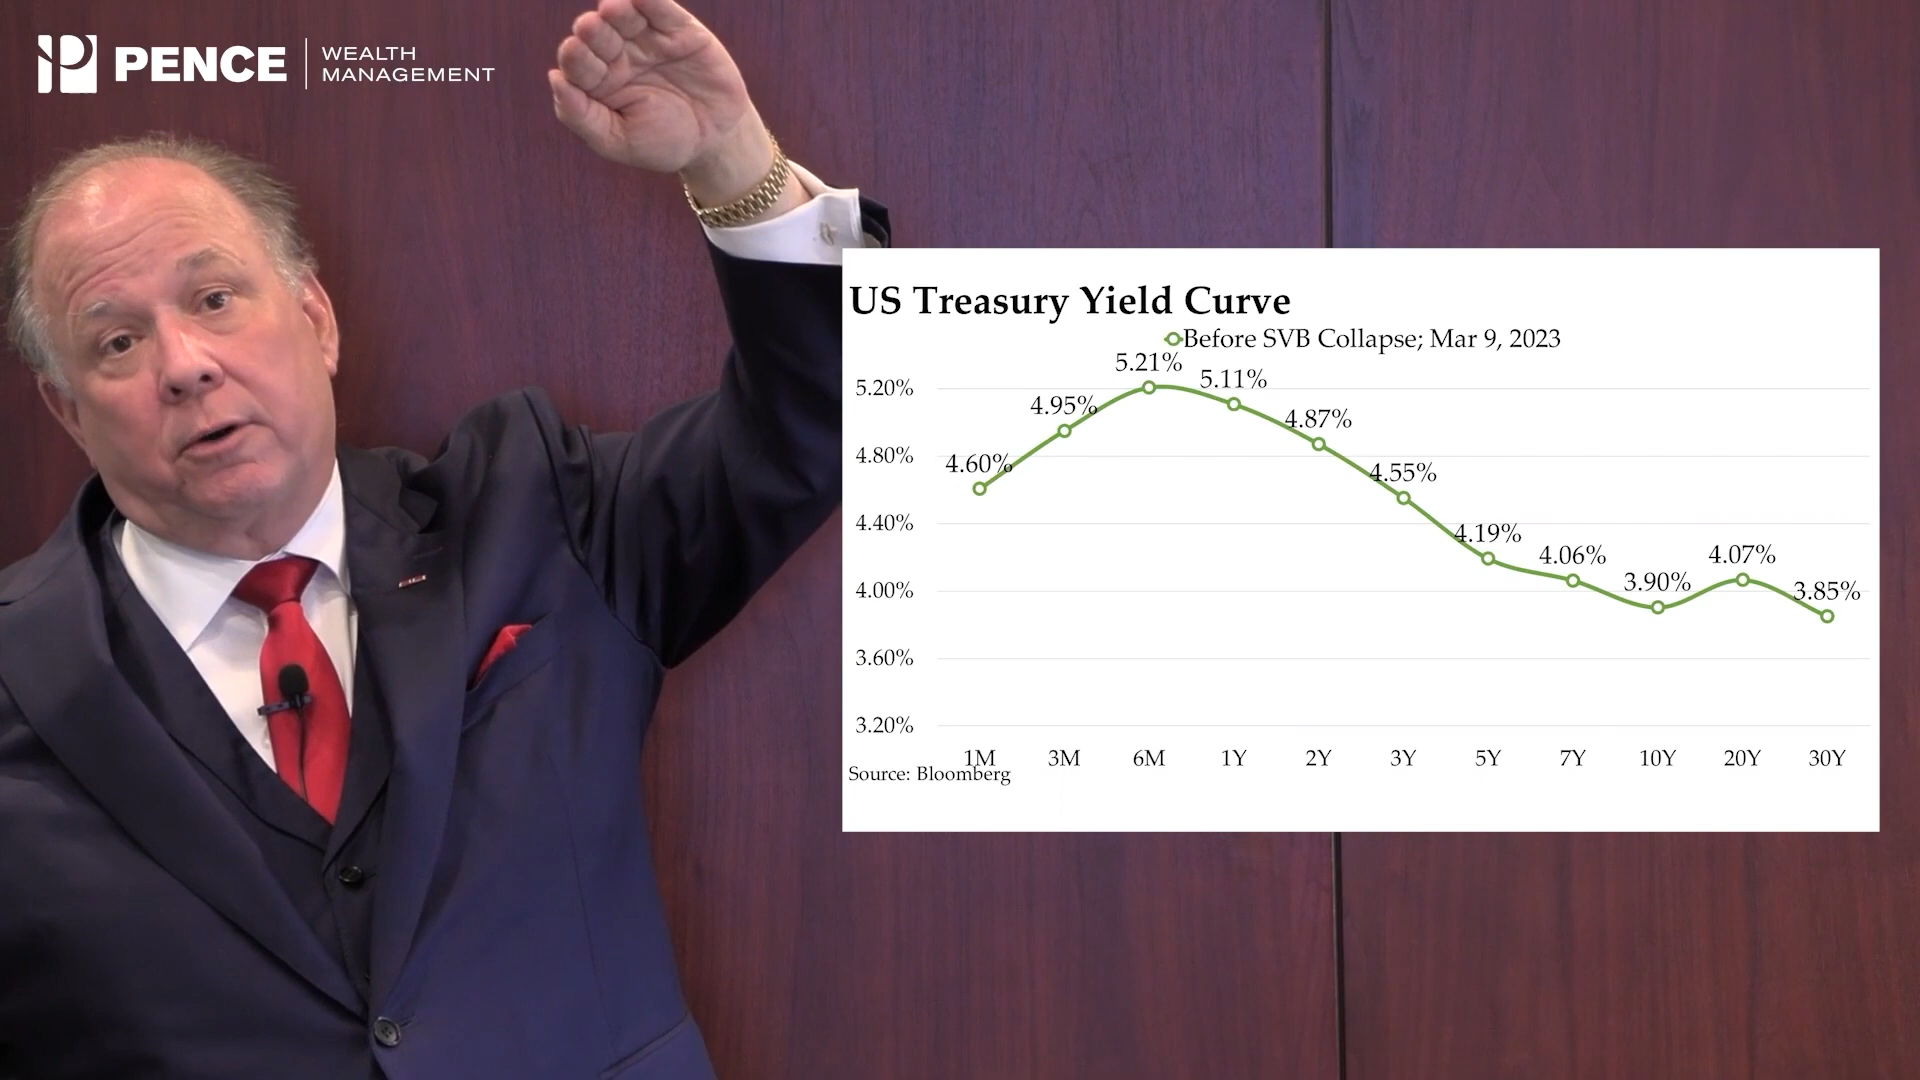 PENCE
WEALTH
MANAGEMENT
US Treasury Yield Curve
Before SVB Collapse; Mar 9, 2023
5.21%
5.11%
5.20%
4.95%
4.87%
4.80%
4.60%
4.55%
4.40%
4.19%
4.06%
4.07%
4.00%
3.90%
3.85%
3.60%
3.20%
1M 3M 6M 1Y 2Y 3Y 5Y 7Y 10Y 20Y 30Y
Source: Bloomberg